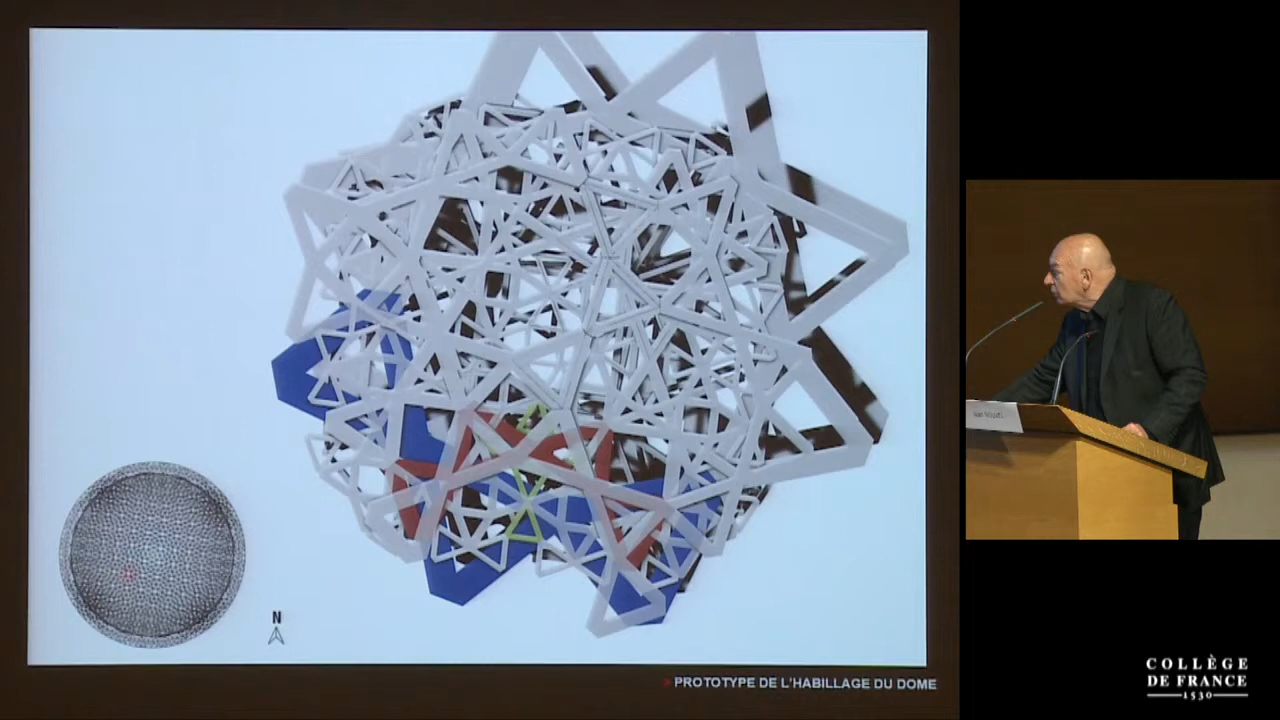 N
> PROTOTYPE DE L'HABILLAGE DU DOME
COLLÈGE
DE FRANCE
1530